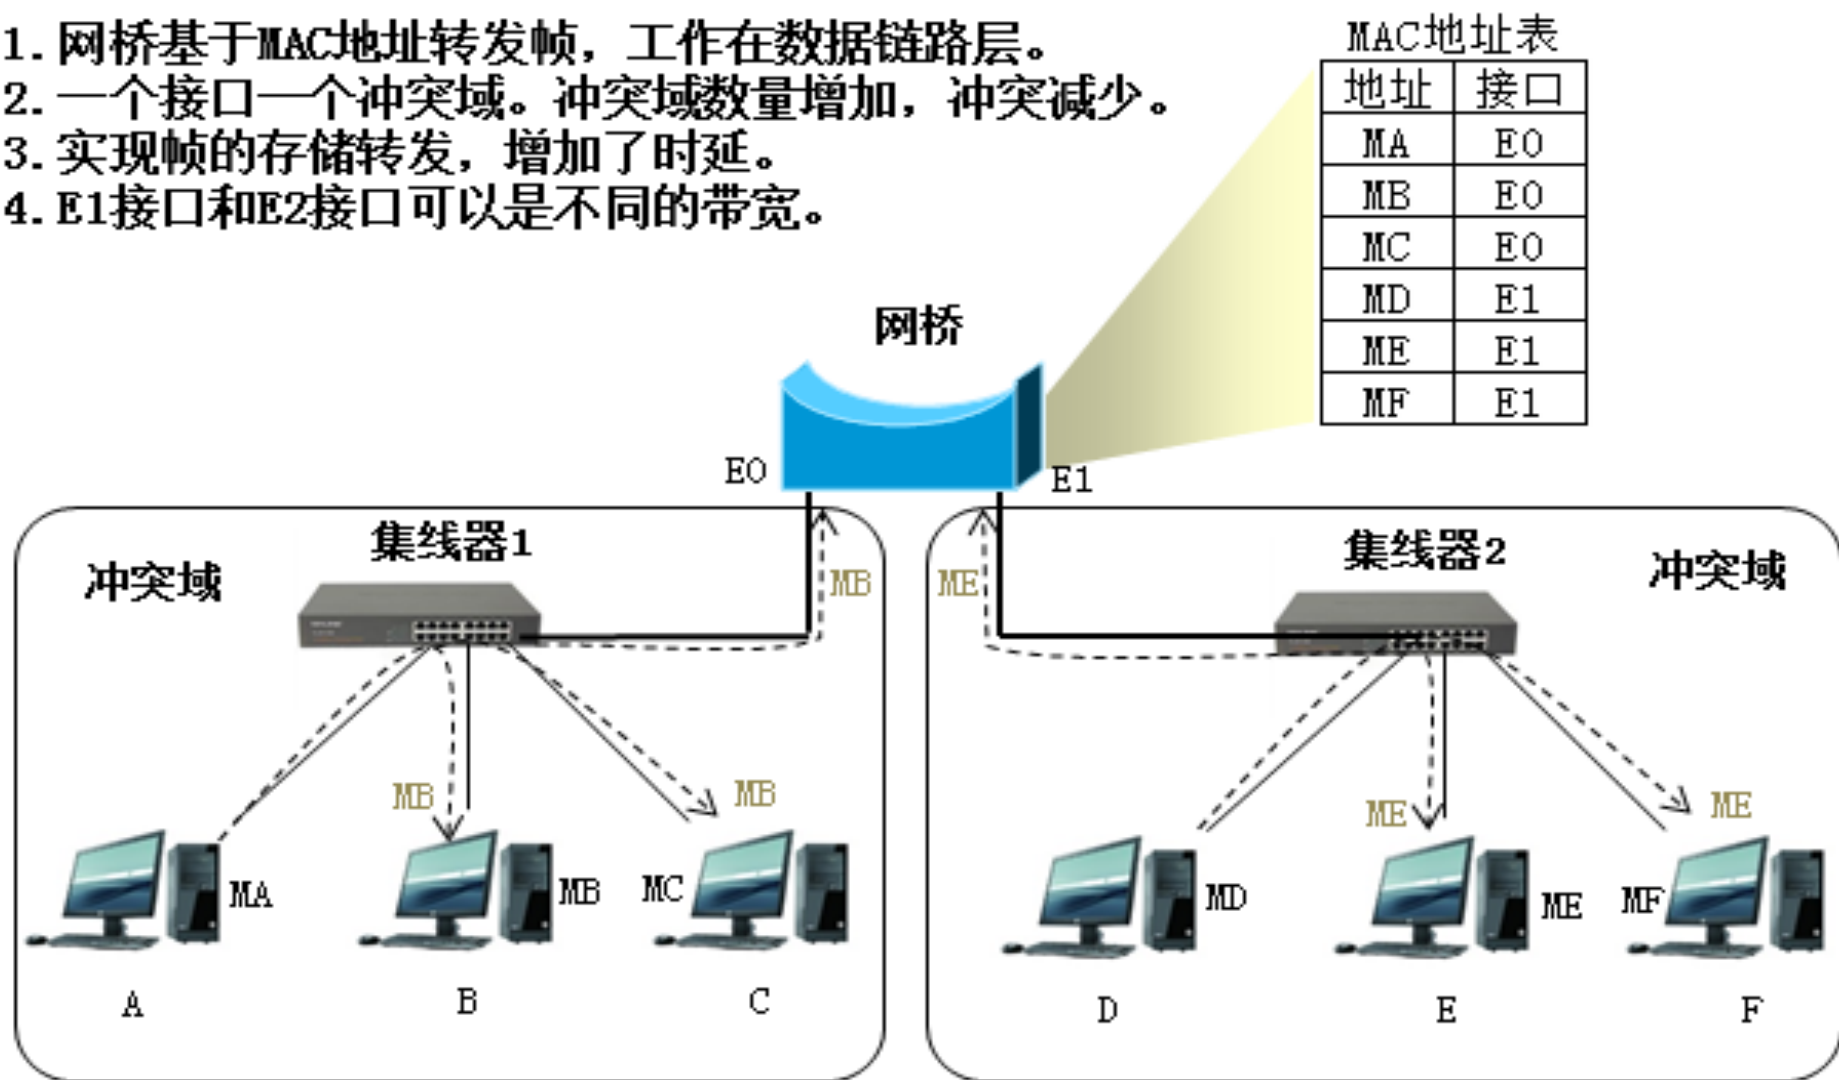 1.网桥基于MAC地址转发帧，工作在数据链路层。
2.一个接口一个冲突域。冲突域数量增加，冲突减少。
3.实现帧的存储转发，增加了时延。
4.E1接口和E2接口可以是不同的带宽。
MAC地址表
地址 接口
MA E0
MB E0
MC E0
MD E1
ME E1
MF E1
网桥
E0
E1
集线器1
冲突域
MB
MB
MB
MA
MB
MC
A
B
C
集线器2
冲突域
ME
ME
ME
MD
ME
MF
D
E
F